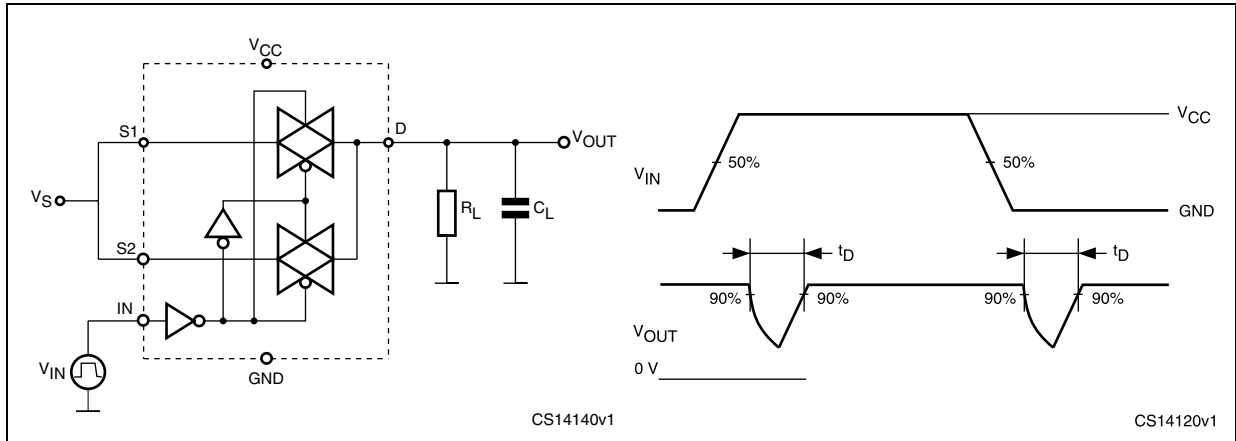 VCC
S1
D
VOUT
VS
RL
CL
S2
IN
VIN
GND
CS14140v1
VCC
50%
50%
VIN
GND
tD
tD
90%
90%
90%
90%
VOUT
0 V
CS14120v1